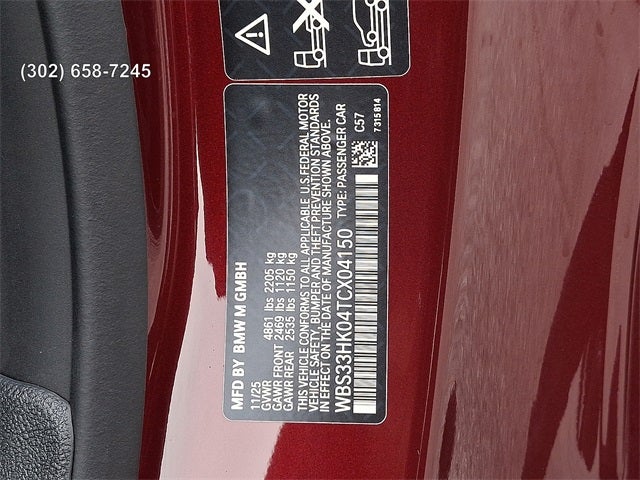 (302) 658-7245
MFD BY BMW M GMBH
11/25
GVWR 4861 lbs 2205 kg
GAWR FRONT 2469 lbs 1120 kg
GAWR REAR 2535 lbs 1150 kg
THIS VEHICLE CONFORMS TO ALL APPLICABLE U.S.FEDERAL MOTOR
VEHICLE SAFETY, BUMPER AND THEFT PREVENTION STANDARDS
IN EFFECT ON THE DATE OF MANUFACTURE SHOWN ABOVE.
WBS33HK04TCX04150 TYPE: PASSENGER CAR
C57
7315814